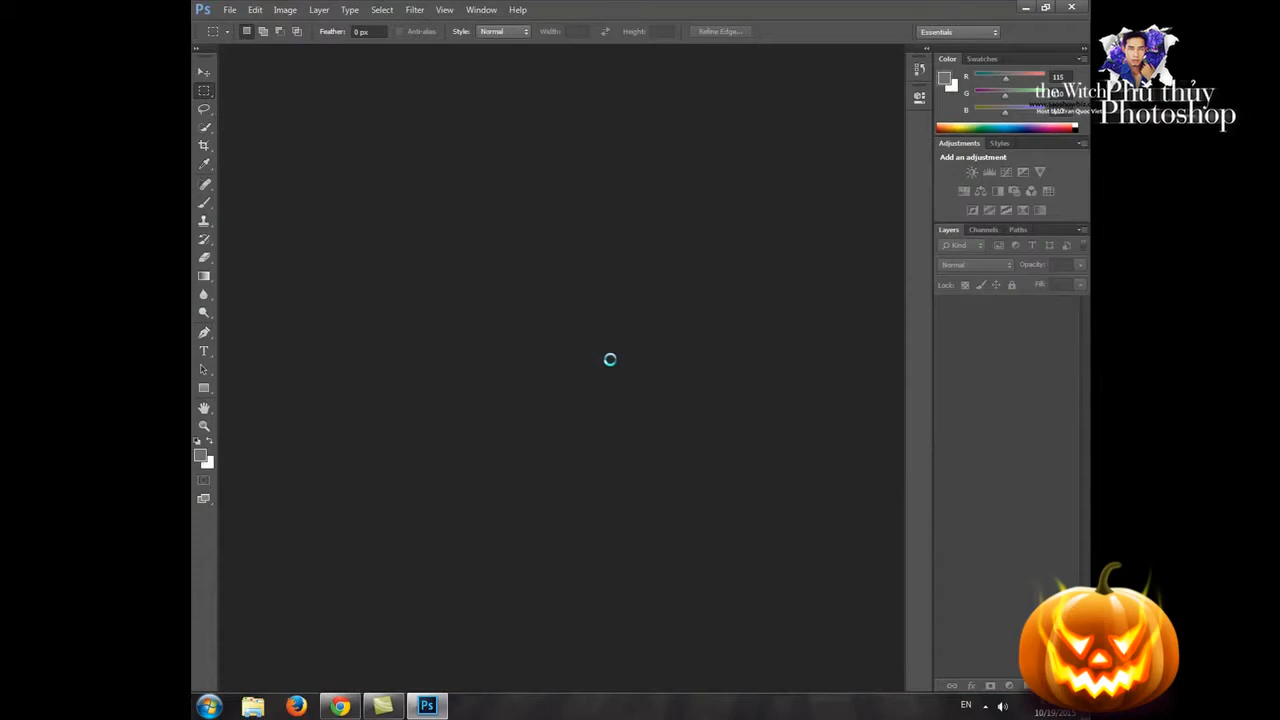 Ps File Edit Image Layer Type Select Filter View Window Help
Feather: 0 px Anti-alias Style: Normal Width: Height: Refine Edge... Essentials
Color Swatches
R 115
G
B
the Witch Phù thủy
Photoshop
Adjustments Styles
Add an adjustment
Layers Channels Paths
Kind
Normal Opacity:
Lock: Fill:
Ps
EN
10/19/2015